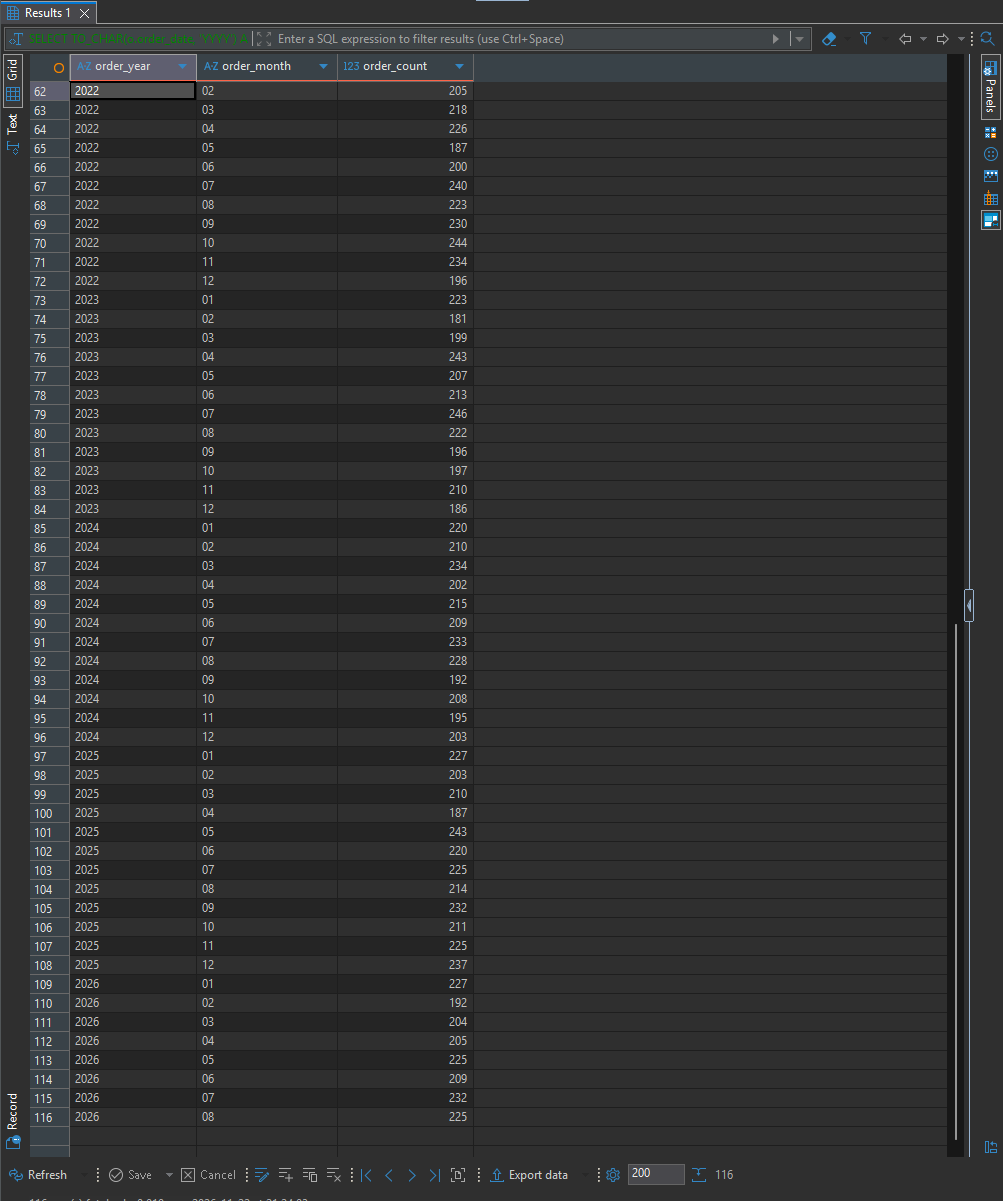 Results 1
SELECT TO_CHAR(o.order_date, 'YYYY') A
Enter a SQL expression to filter results (use Ctrl+Space)
Grid
Text
Record
Panels
A-Z order_year A-Z order_month 123 order_count
62 2022 02 205
63 2022 03 218
64 2022 04 226
65 2022 05 187
66 2022 06 200
67 2022 07 240
68 2022 08 223
69 2022 09 230
70 2022 10 244
71 2022 11 234
72 2022 12 196
73 2023 01 223
74 2023 02 181
75 2023 03 199
76 2023 04 243
77 2023 05 207
78 2023 06 213
79 2023 07 246
80 2023 08 222
81 2023 09 196
82 2023 10 197
83 2023 11 210
84 2023 12 186
85 2024 01 220
86 2024 02 210
87 2024 03 234
88 2024 04 202
89 2024 05 215
90 2024 06 209
91 2024 07 233
92 2024 08 228
93 2024 09 192
94 2024 10 208
95 2024 11 195
96 2024 12 203
97 2025 01 227
98 2025 02 203
99 2025 03 210
100 2025 04 187
101 2025 05 243
102 2025 06 220
103 2025 07 225
104 2025 08 214
105 2025 09 232
106 2025 10 211
107 2025 11 225
108 2025 12 237
109 2026 01 227
110 2026 02 192
111 2026 03 204
112 2026 04 205
113 2026 05 225
114 2026 06 209
115 2026 07 232
116 2026 08 225
Refresh Save Cancel Export data 200 116